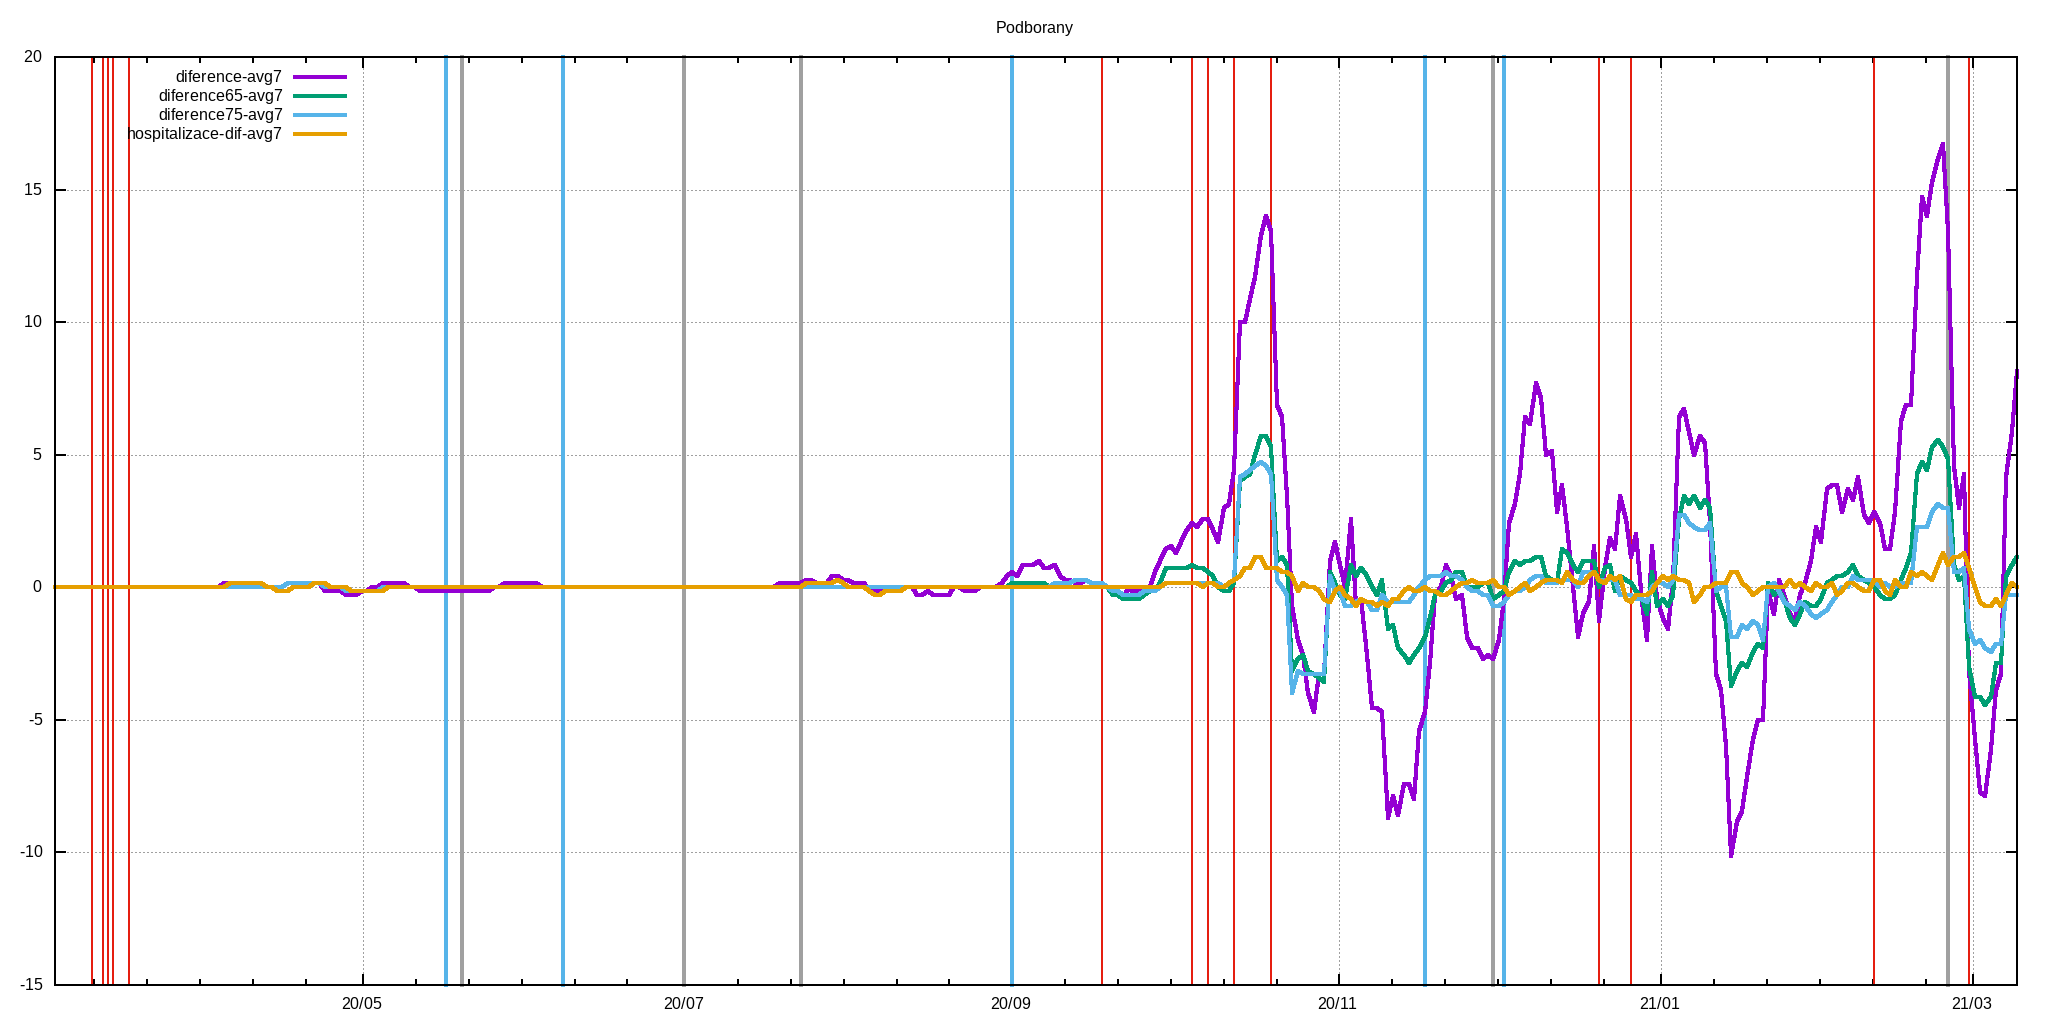 Podborany
diference-avg7
diference65-avg7
diference75-avg7
hospitalizace-dif-avg7
20
15
10
5
0
-5
-10
-15
20/05
20/07
20/09
20/11
21/01
21/03